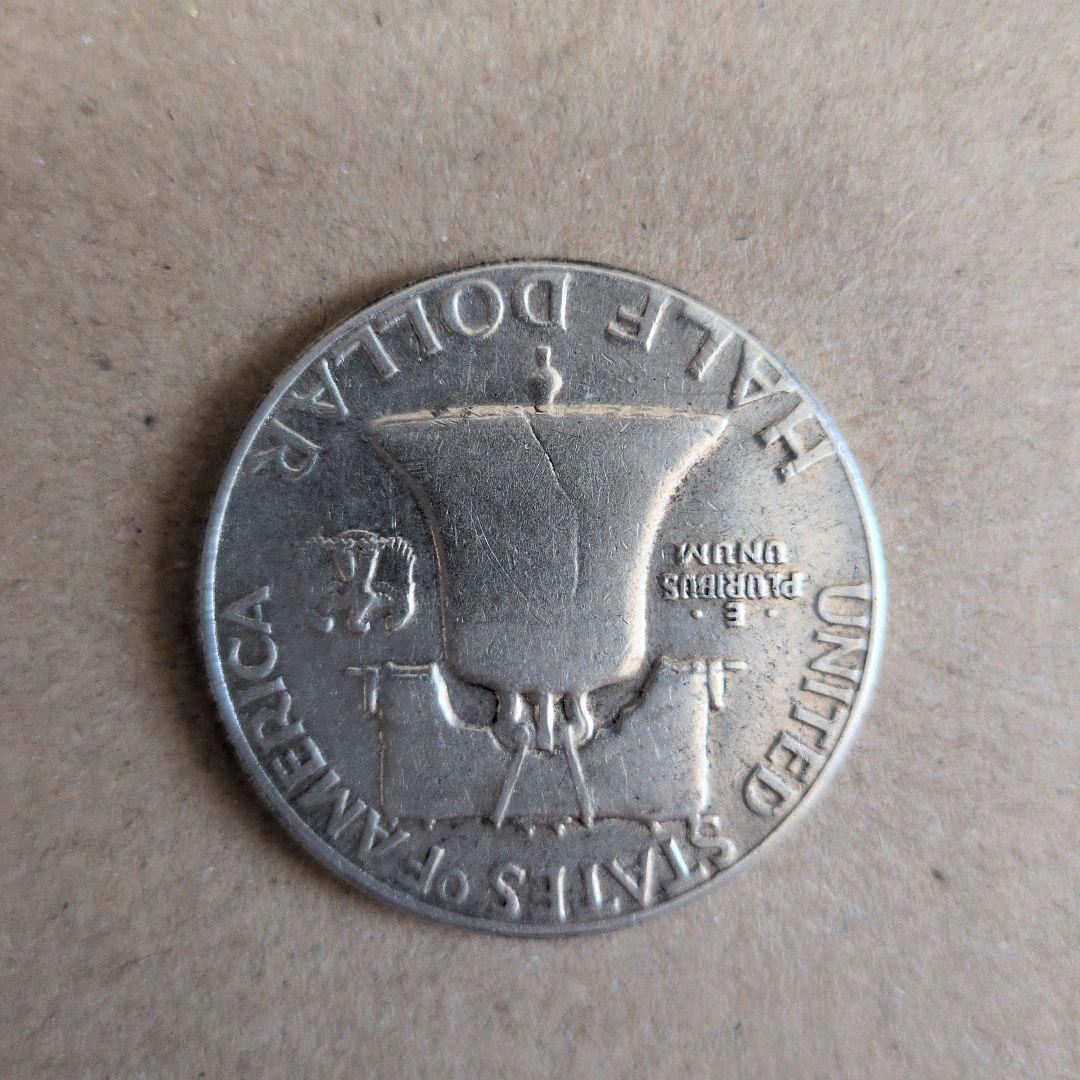 UNITED STATES OF AMERICA
E
PLURIBUS
UNUM
HALF DOLLAR